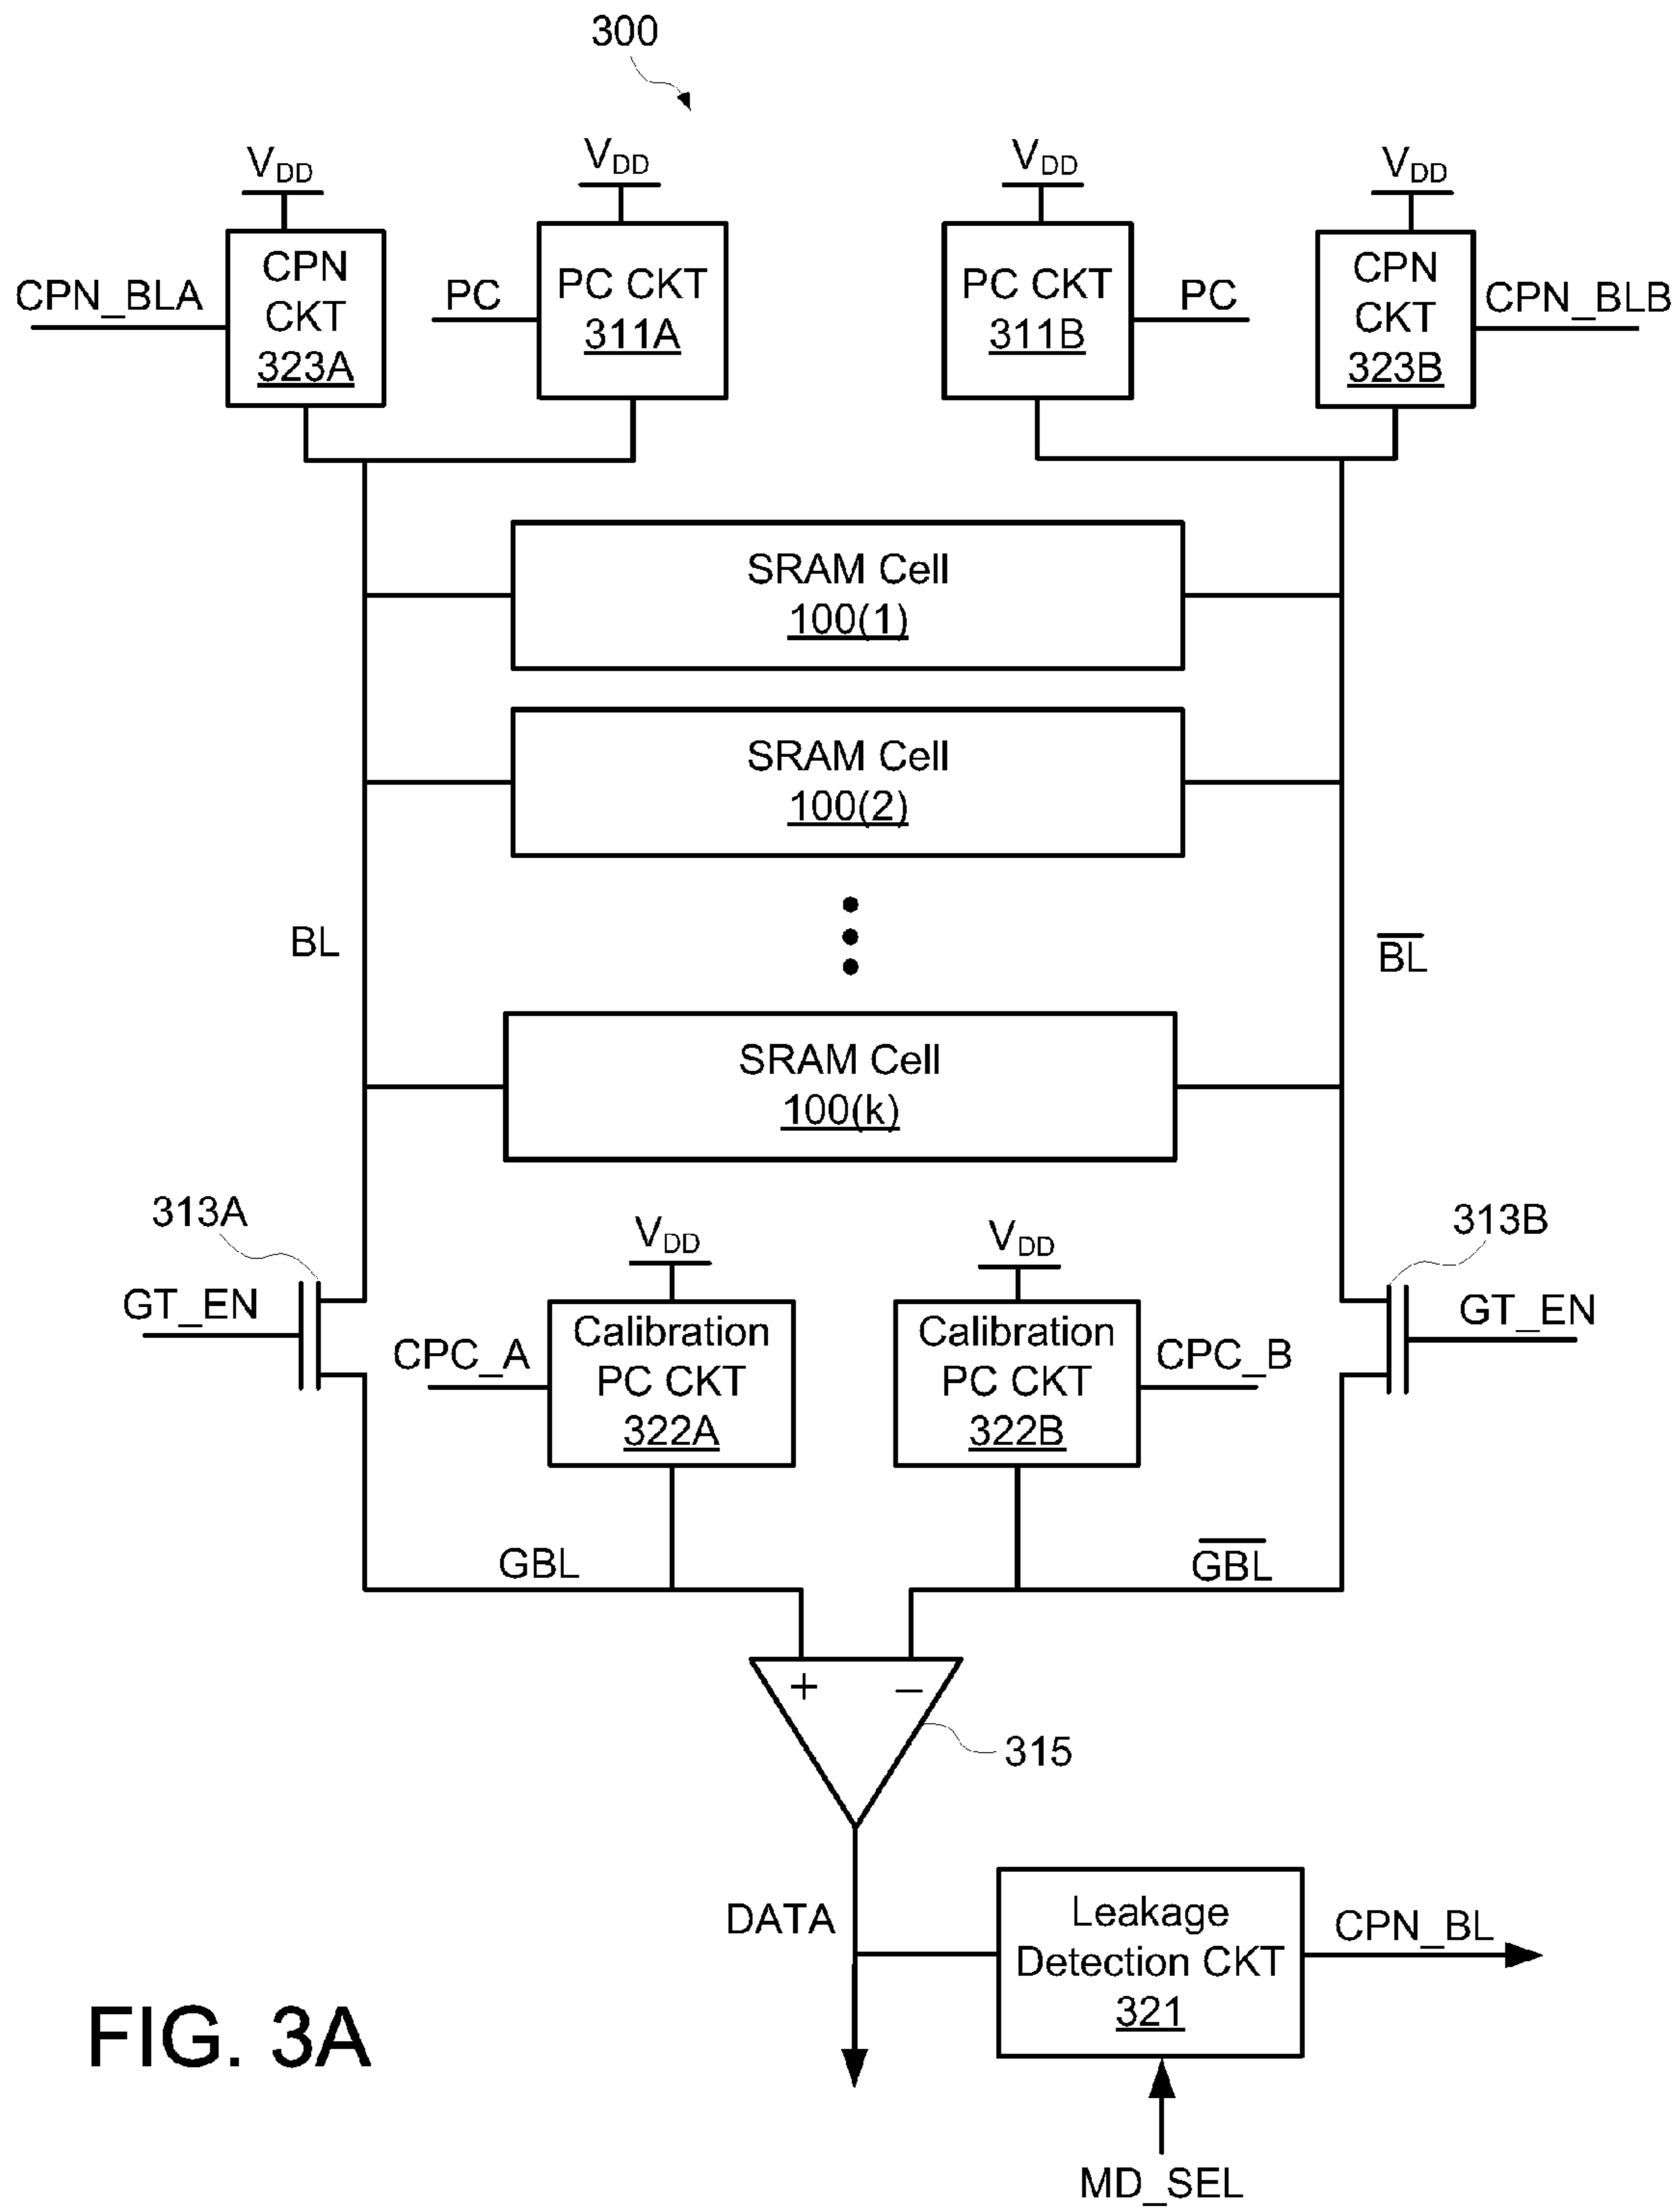 300
VDD VDD VDD VDD
CPN_BLA
CPN
CKT
323A
PC
PC CKT
311A
PC CKT
311B
PC
CPN
CKT
323B
CPN_BLB
SRAM Cell
100(1)
SRAM Cell
100(2)
BL
BL
SRAM Cell
100(k)
313A
313B
VDD VDD
GT_EN
GT_EN
CPC_A
Calibration
PC CKT
322A
Calibration
PC CKT
322B
CPC_B
GBL
GBL
+ −
315
DATA
Leakage
Detection CKT
321
CPN_BL
MD_SEL
FIG. 3A